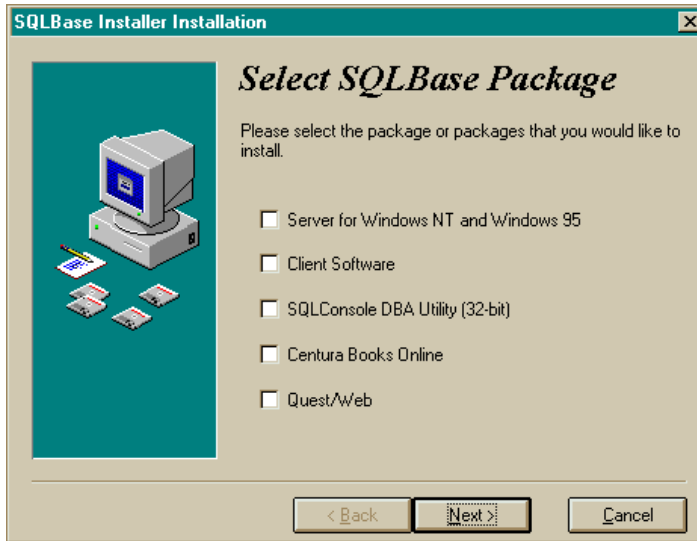 SQLBase Installer Installation
Select SQLBase Package
Please select the package or packages that you would like to
install.
Server for Windows NT and Windows 95
Client Software
SQLConsole DBA Utility (32-bit)
Centura Books Online
Quest/Web
< Back
Next >
Cancel